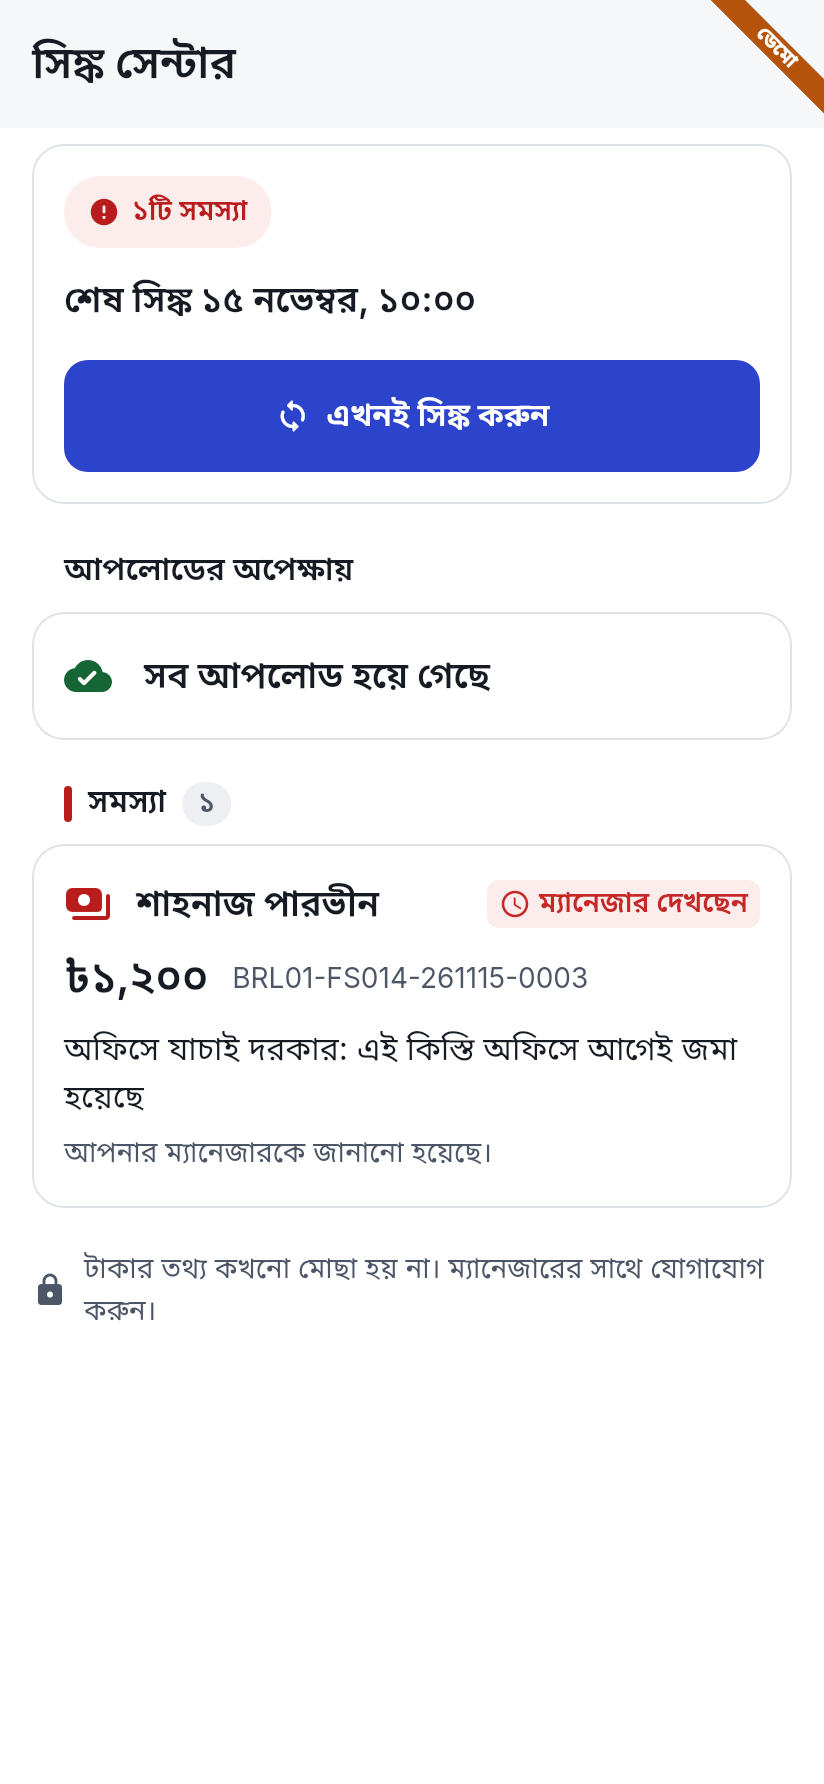 সিঙ্ক সেন্টার
ডেমো
১টি সমস্যা
শেষ সিঙ্ক ১৫ নভেম্বর, ১০:০০
এখনই সিঙ্ক করুন
আপলোডের অপেক্ষায়
সব আপলোড হয়ে গেছে
সমস্যা ১
শাহনাজ পারভীন ম্যানেজার দেখছেন
৳১,২০০ BRL01-FS014-261115-0003
অফিসে যাচাই দরকার: এই কিস্তি অফিসে আগেই জমা
হয়েছে
আপনার ম্যানেজারকে জানানো হয়েছে।
টাকার তথ্য কখনো মোছা হয় না। ম্যানেজারের সাথে যোগাযোগ
করুন।